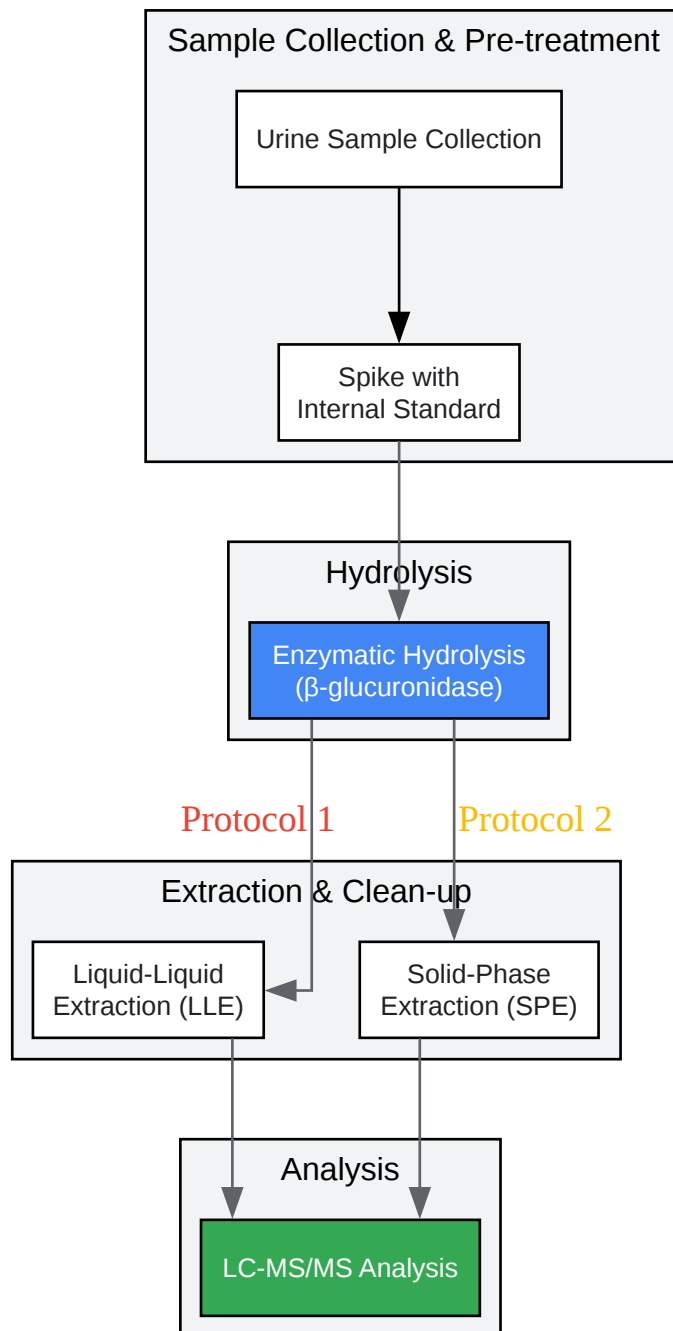 Sample Collection & Pre-treatment
Urine Sample Collection
Spike with
Internal Standard
Hydrolysis
Enzymatic Hydrolysis
(β-glucuronidase)
Protocol 1
Protocol 2
Extraction & Clean-up
Liquid-Liquid
Extraction (LLE)
Solid-Phase
Extraction (SPE)
Analysis
LC-MS/MS Analysis